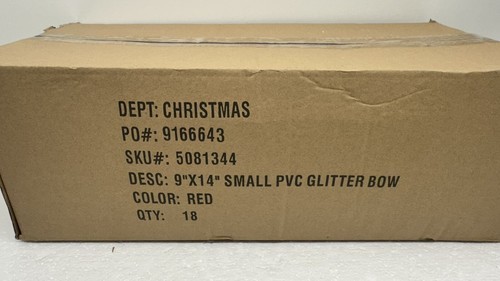 DEPT: CHRISTMAS
PO#: 9166643
SKU#: 5081344
DESC: 9"X14" SMALL PVC GLITTER BOW
COLOR: RED
QTY: 18